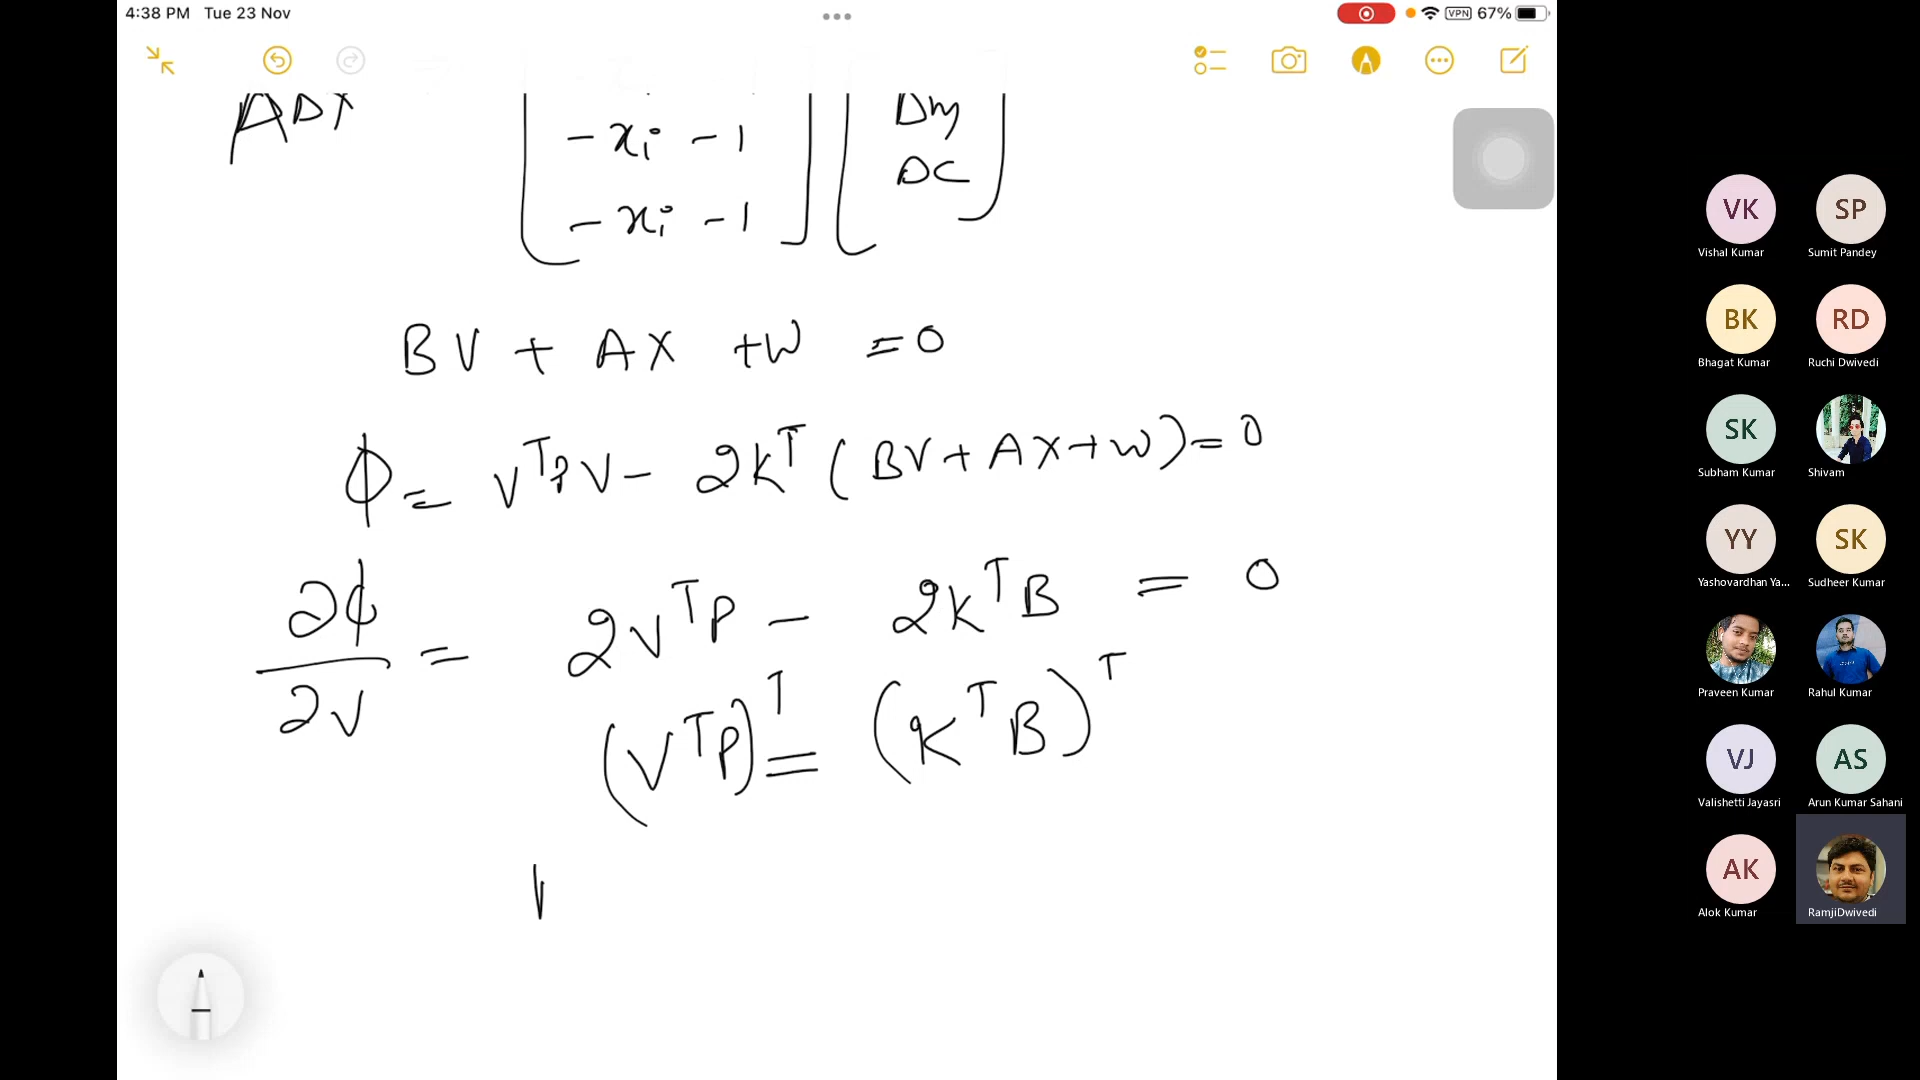 4:38 PM Tue 23 Nov
VPN 67%
-xᵢ -1
Dm
-xᵢ -1
DC
BV + AX +W = 0
ϕ = VᵀPV - 2Kᵀ (BV+AX+W) = 0
∂ϕ/∂V = 2VᵀP - 2KᵀB = 0
(VᵀP)ᵀ = (KᵀB)ᵀ
VK
Vishal Kumar
SP
Sumit Pandey
BK
Bhagat Kumar
RD
Ruchi Dwivedi
SK
Subham Kumar
Shivam
YY
Yashovardhan Ya...
SK
Sudheer Kumar
Praveen Kumar
Rahul Kumar
VJ
Valishetti Jayasri
AS
Arun Kumar Sahani
AK
Alok Kumar
RamjiDwivedi